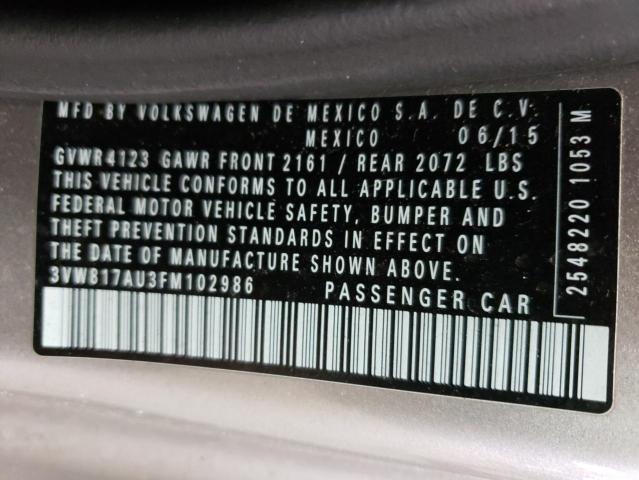 MFD BY VOLKSWAGEN DE MEXICO S.A. DE C.V.
MEXICO 06/15
GVWR 4123 GAWR FRONT 2161 / REAR 2072 LBS
THIS VEHICLE CONFORMS TO ALL APPLICABLE U.S.
FEDERAL MOTOR VEHICLE SAFETY, BUMPER AND
THEFT PREVENTION STANDARDS IN EFFECT ON
THE DATE OF MANUFACTURE SHOWN ABOVE.
3VWB17AU3FM102986 PASSENGER CAR
2548220 1053 M